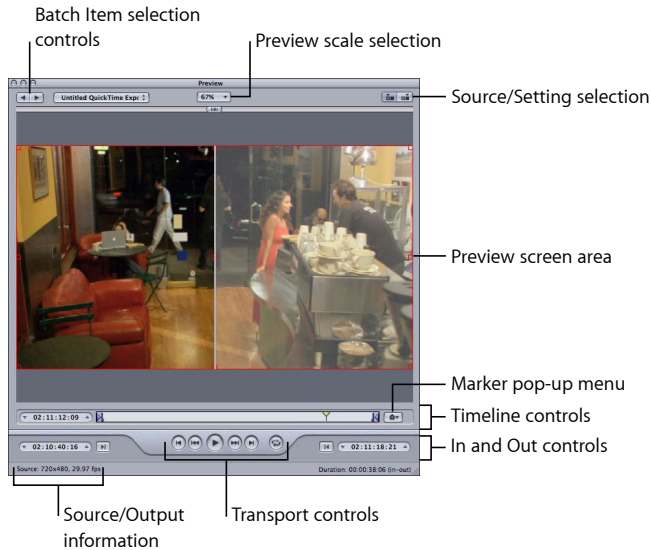 Batch Item selection
controls
Preview scale selection
Preview
Untitled QuickTime Expo
67%
Source/Setting selection
Preview screen area
Marker pop-up menu
02:11:12:09
Timeline controls
02:10:40:16
02:11:18:21
In and Out controls
Source: 720x480, 29.97 fps
Duration: 00:00:38:06 (in-out)
Source/Output
information
Transport controls